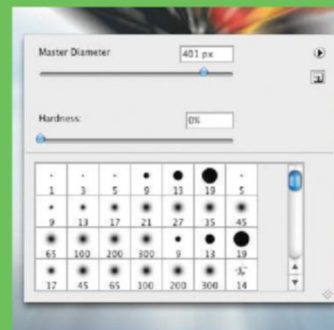 Master Diameter 401 px
Hardness: 0%
1 3 5 9 13 19 5
9 13 17 21 27 35 45
65 100 200 300 9 13 19
17 45 65 100 200 300 14